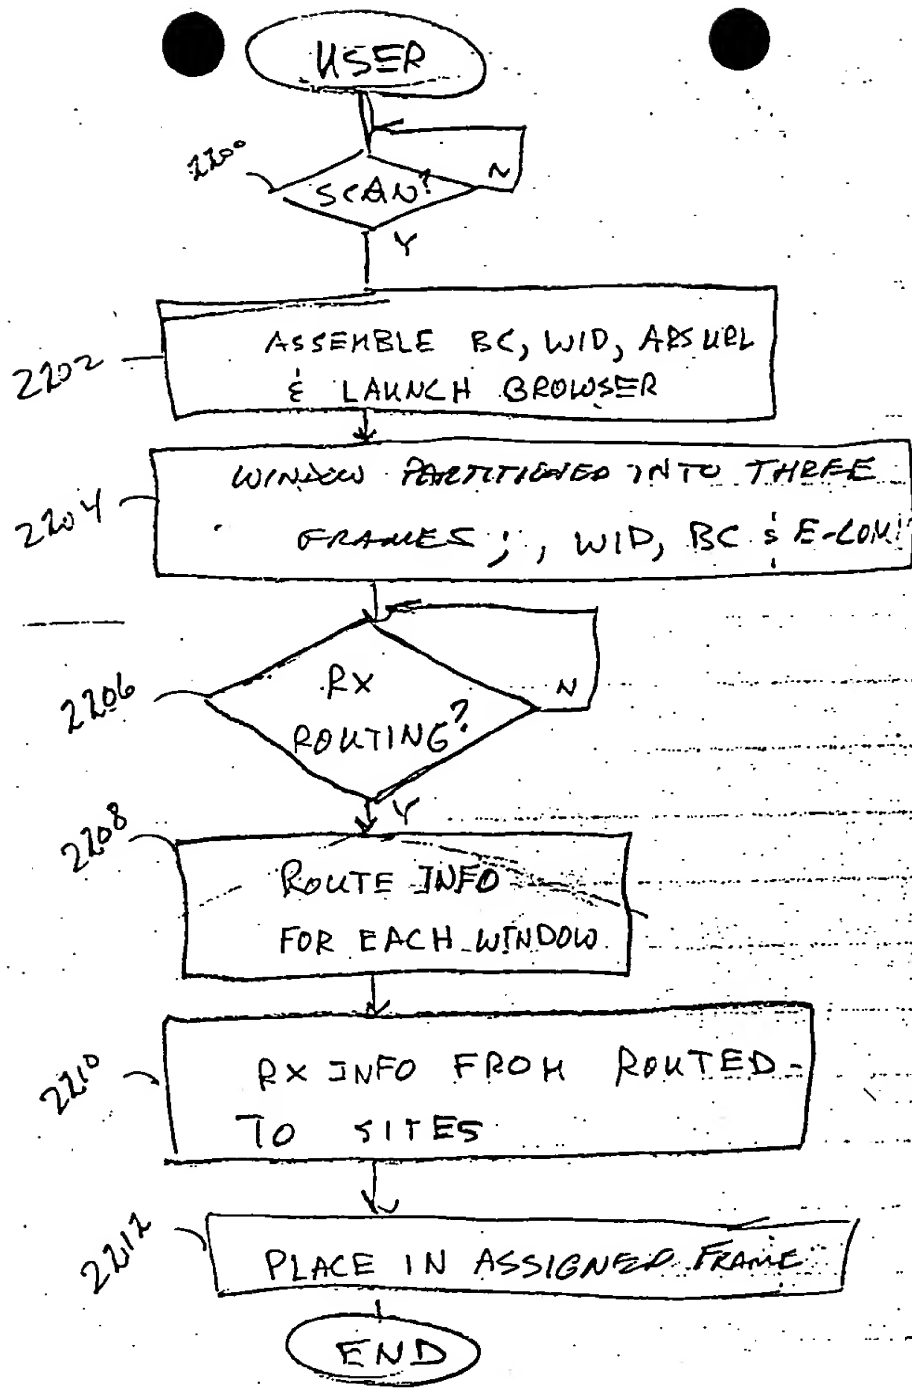 USER
2200
SCAN?
N
Y
2202
ASSEMBLE BC, WID, ARS URL
& LAUNCH BROWSER
2204
WINDOW PARTITIONED INTO THREE
FRAMES ; , WID, BC & E-COM
2206
RX
ROUTING?
N
Y
2208
ROUTE INFO
FOR EACH WINDOW
2210
RX INFO FROM ROUTED-
TO SITES
2212
PLACE IN ASSIGNED FRAME
END